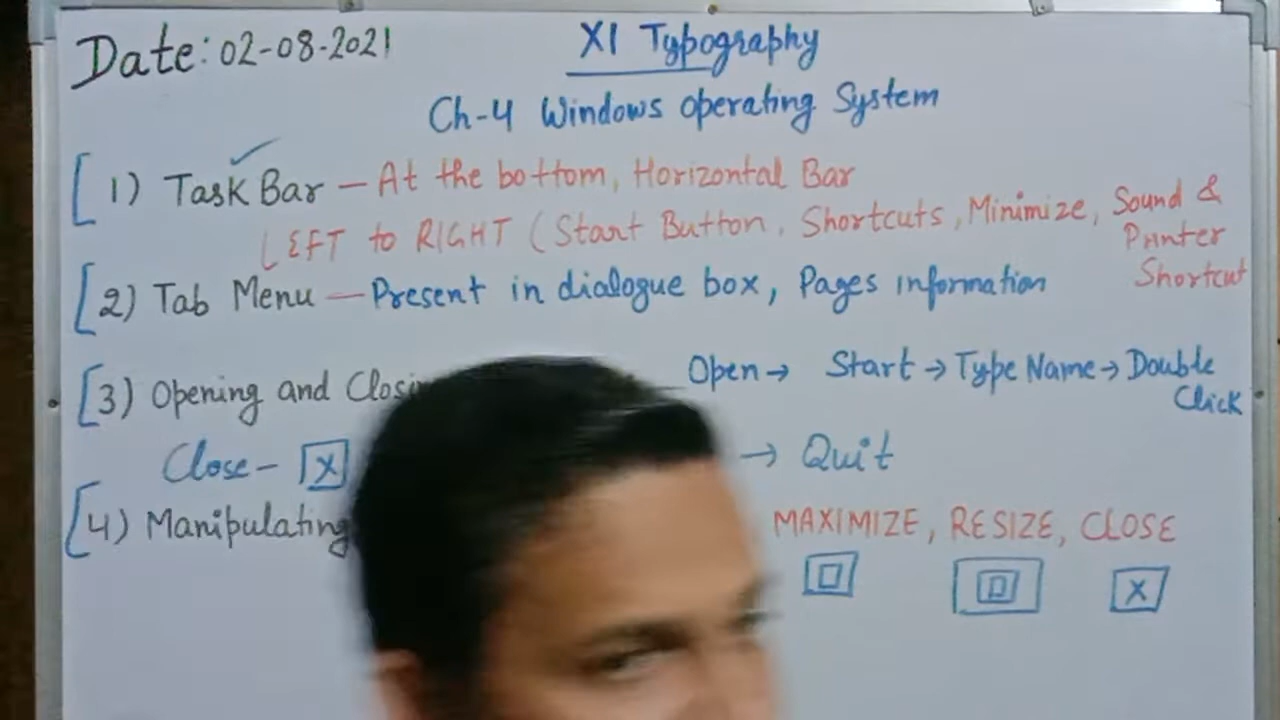 Date: 02-08-2021
XI Typography
Ch-4 Windows operating System
1) Task Bar — At the bottom, Horizontal Bar
LEFT to RIGHT (Start Button, Shortcuts, Minimize, Sound & Printer Shortcut
2) Tab Menu — Present in dialogue box, Pages information
3) Opening and Open → Start → Type Name → Double Click
Close - X → Quit
4) Manipulating MAXIMIZE, RESIZE, CLOSE
X